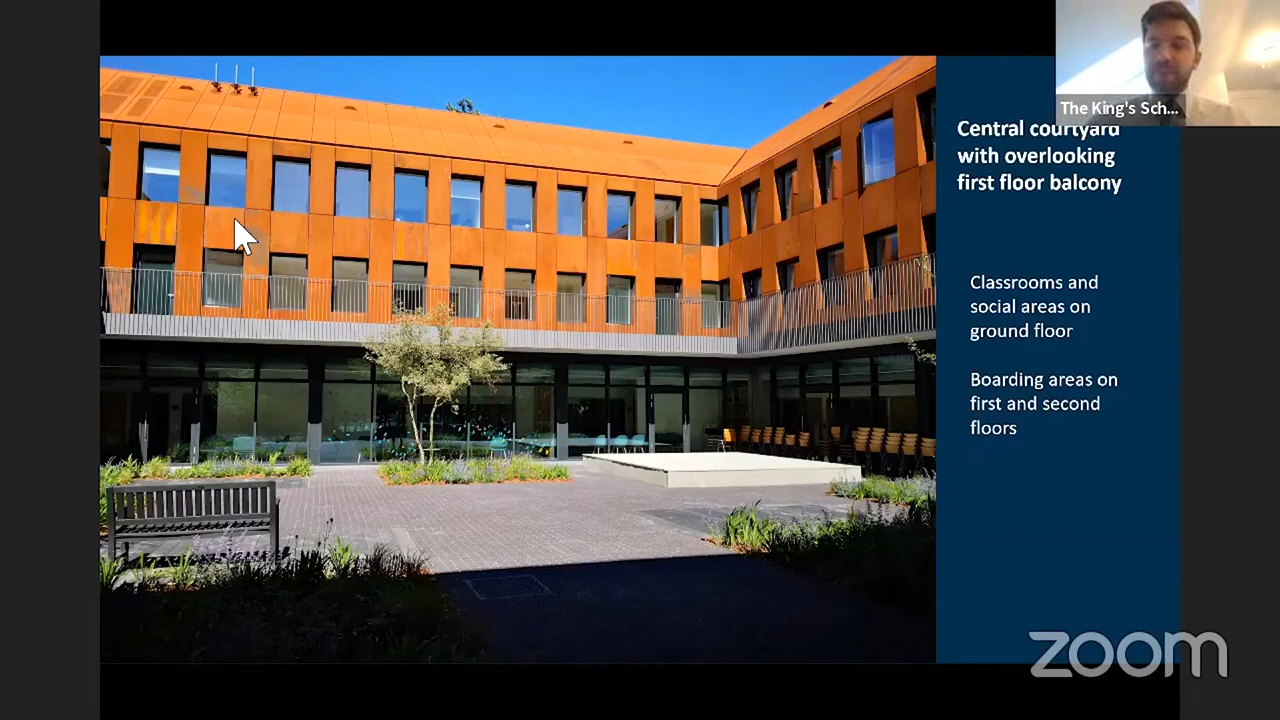 The King's Sch...
Central courtyard
with overlooking
first floor balcony
Classrooms and
social areas on
ground floor
Boarding areas on
first and second
floors
zoom